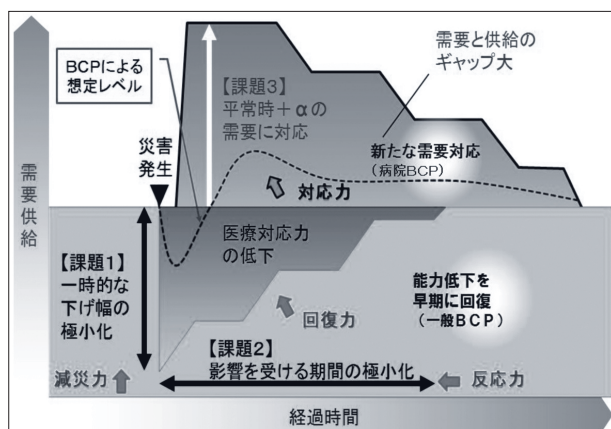 需要と供給の
ギャップ大
BCPによる
想定レベル
【課題3】
平常時+αの
需要に対応
災害
発生
新たな需要対応
(病院BCP)
対応力
需要供給
医療対応力
の低下
【課題1】
一時的な
下げ幅の
極小化
能力低下を
早期に回復
(一般BCP)
回復力
【課題2】
影響を受ける期間の極小化
減災力
反応力
経過時間